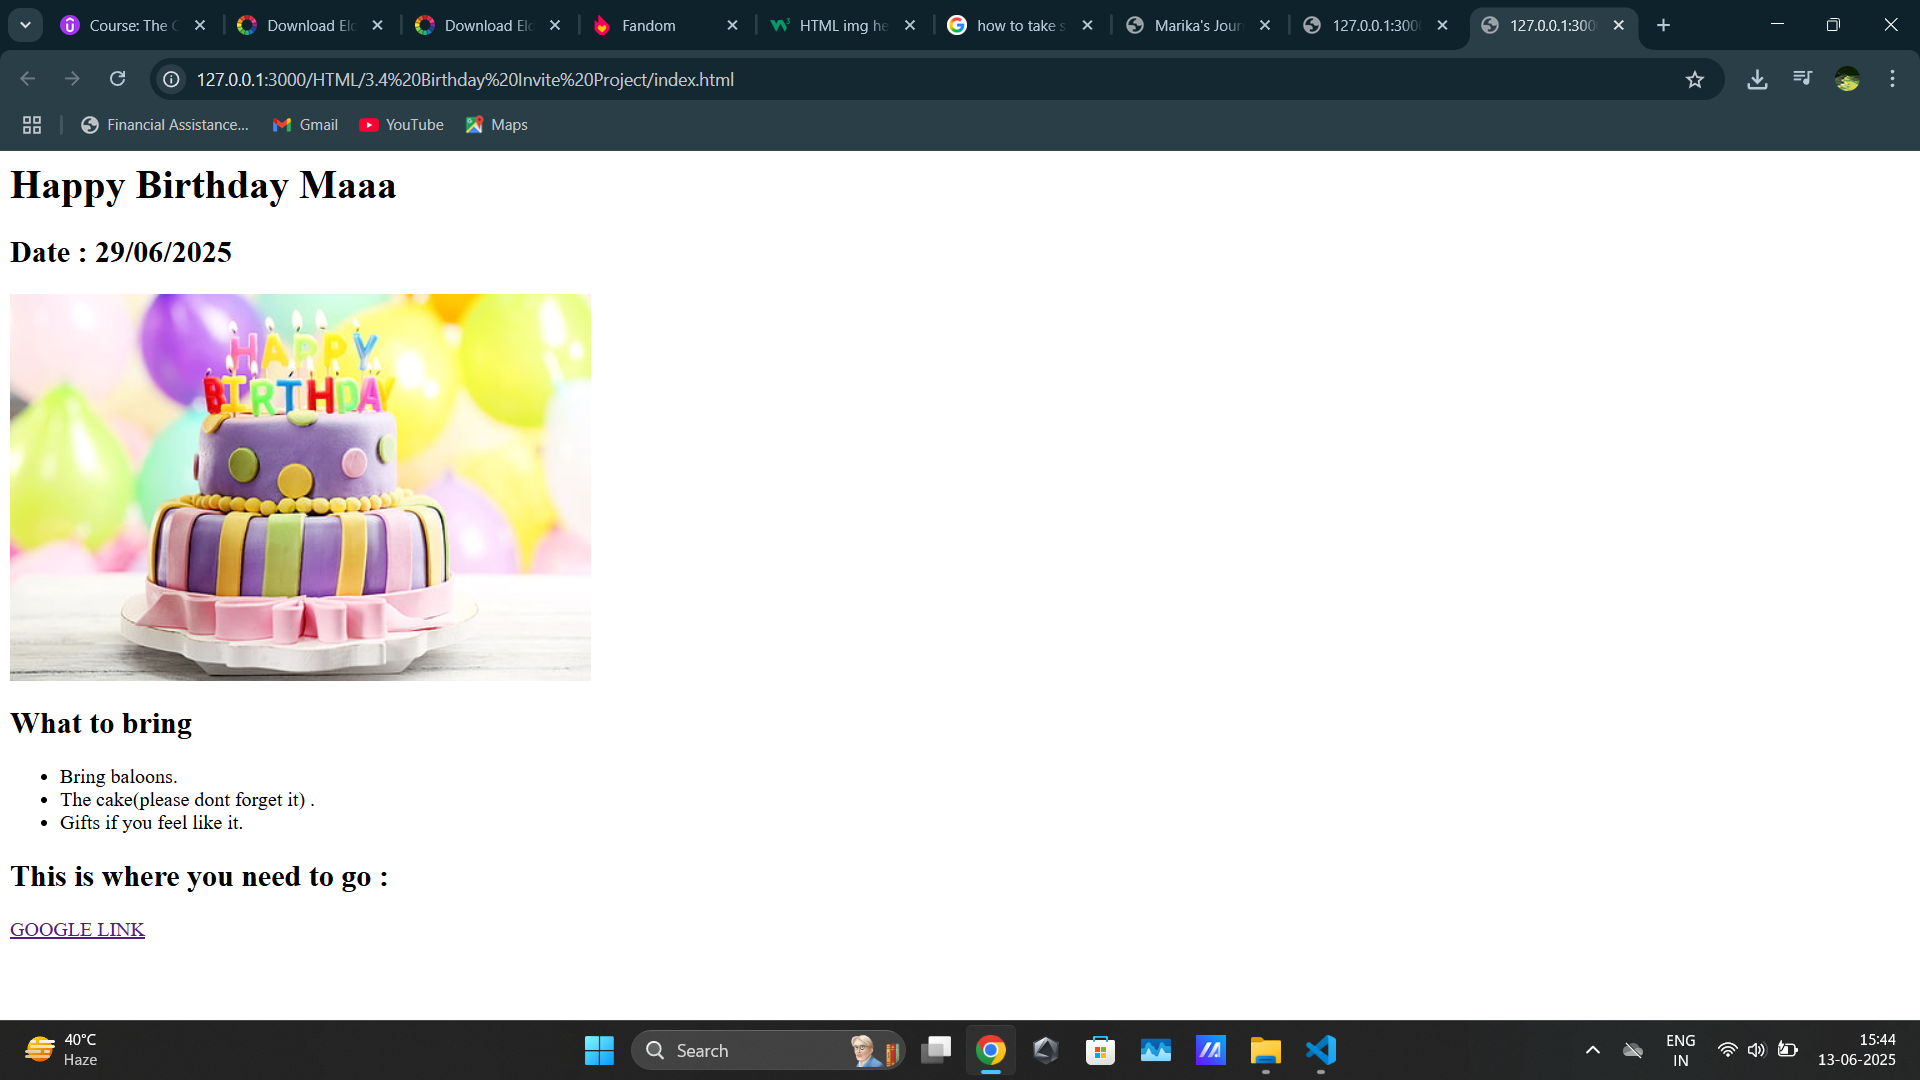 Course: The C
Download Elo
Download Elo
Fandom
HTML img he
how to take s
Marika's Jour
127.0.0.1:3000
127.0.0.1:3000
127.0.0.1:3000/HTML/3.4%20Birthday%20Invite%20Project/index.html
Financial Assistance...
Gmail
YouTube
Maps
Happy Birthday Maaa
Date : 29/06/2025
HAPPY
BIRTHDAY
What to bring
Bring baloons.
The cake(please dont forget it) .
Gifts if you feel like it.
This is where you need to go :
GOOGLE LINK
40°C
Haze
Search
ENG
IN
15:44
13-06-2025